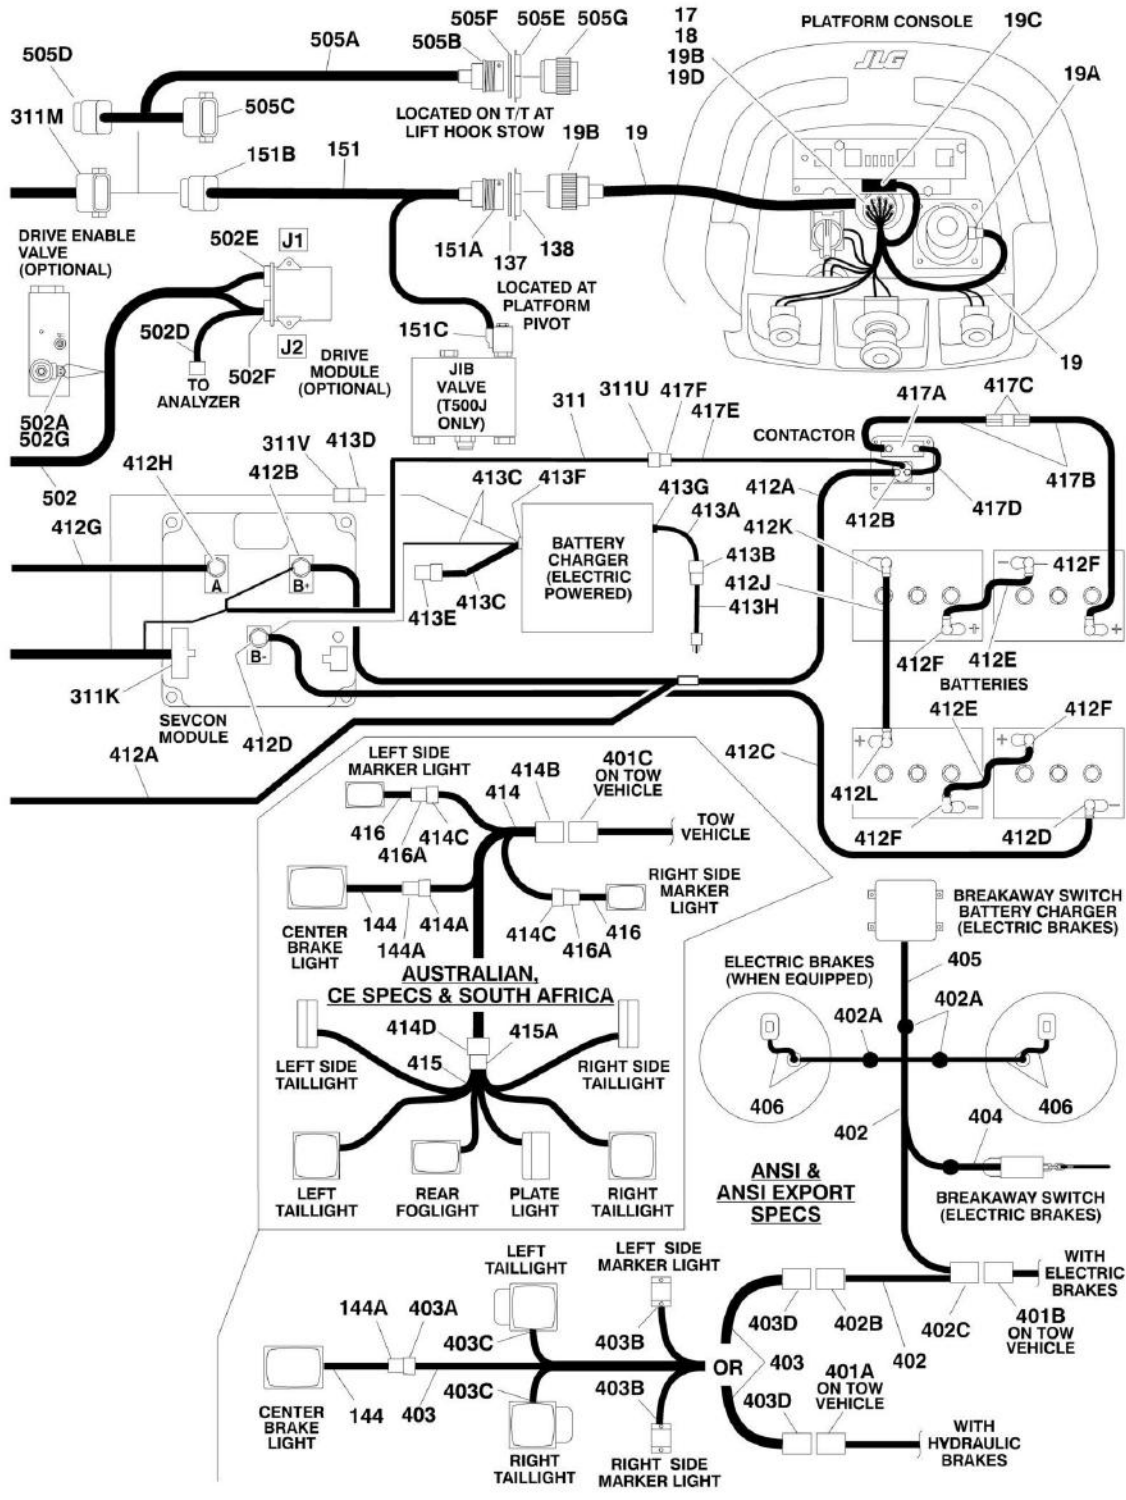 505F 505E 505G
17
18
19B
19D
PLATFORM CONSOLE
19C
505D
505A
505B
JLG
19A
311M
505C
LOCATED ON T/T AT
LIFT HOOK STOW
151B
151
19B
19
DRIVE ENABLE
VALVE
(OPTIONAL)
502E
J1
151A
137
138
LOCATED AT
PLATFORM
PIVOT
502D
J2
502F
TO
ANALYZER
DRIVE
MODULE
(OPTIONAL)
151C
JIB
VALVE
(T500J
ONLY)
19
502A
502G
311
311U
417F
417E
417A
417C
CONTACTOR
311V
413D
412H
412B
502
412G
413C
413F
413G
413A
412A
412B
417D
417B
412K
BATTERY
CHARGER
(ELECTRIC
POWERED)
413B
412J
412F
A
B+
413C
413E
413H
- +
+
B-
412F
412E
BATTERIES
311K
SEVCON
MODULE
412D
412A
412E
412F
412C
+ +
LEFT SIDE
MARKER LIGHT
401C
ON TOW
VEHICLE
414B
414
412L
- -
412F
412D
416
416A
414C
TOW
VEHICLE
RIGHT SIDE
MARKER
LIGHT
BREAKAWAY SWITCH
BATTERY CHARGER
(ELECTRIC BRAKES)
CENTER
BRAKE
LIGHT
144
144A
414A
414C
416A
416
AUSTRALIAN,
CE SPECS & SOUTH AFRICA
ELECTRIC BRAKES
(WHEN EQUIPPED)
405
402A
402A
414D
415A
LEFT SIDE
TAILLIGHT
415
RIGHT SIDE
TAILLIGHT
406
406
402
404
LEFT
TAILLIGHT
REAR
FOGLIGHT
PLATE
LIGHT
RIGHT
TAILLIGHT
ANSI &
ANSI EXPORT
SPECS
BREAKAWAY SWITCH
(ELECTRIC BRAKES)
LEFT
TAILLIGHT
LEFT SIDE
MARKER LIGHT
WITH
ELECTRIC
BRAKES
144A
403A
403C
403B
403D
402B
402C
401B
ON TOW
VEHICLE
OR
403
402
403C
403B
401A
ON TOW
VEHICLE
403D
CENTER
BRAKE
LIGHT
144
403
RIGHT
TAILLIGHT
RIGHT SIDE
MARKER LIGHT
WITH
HYDRAULIC
BRAKES